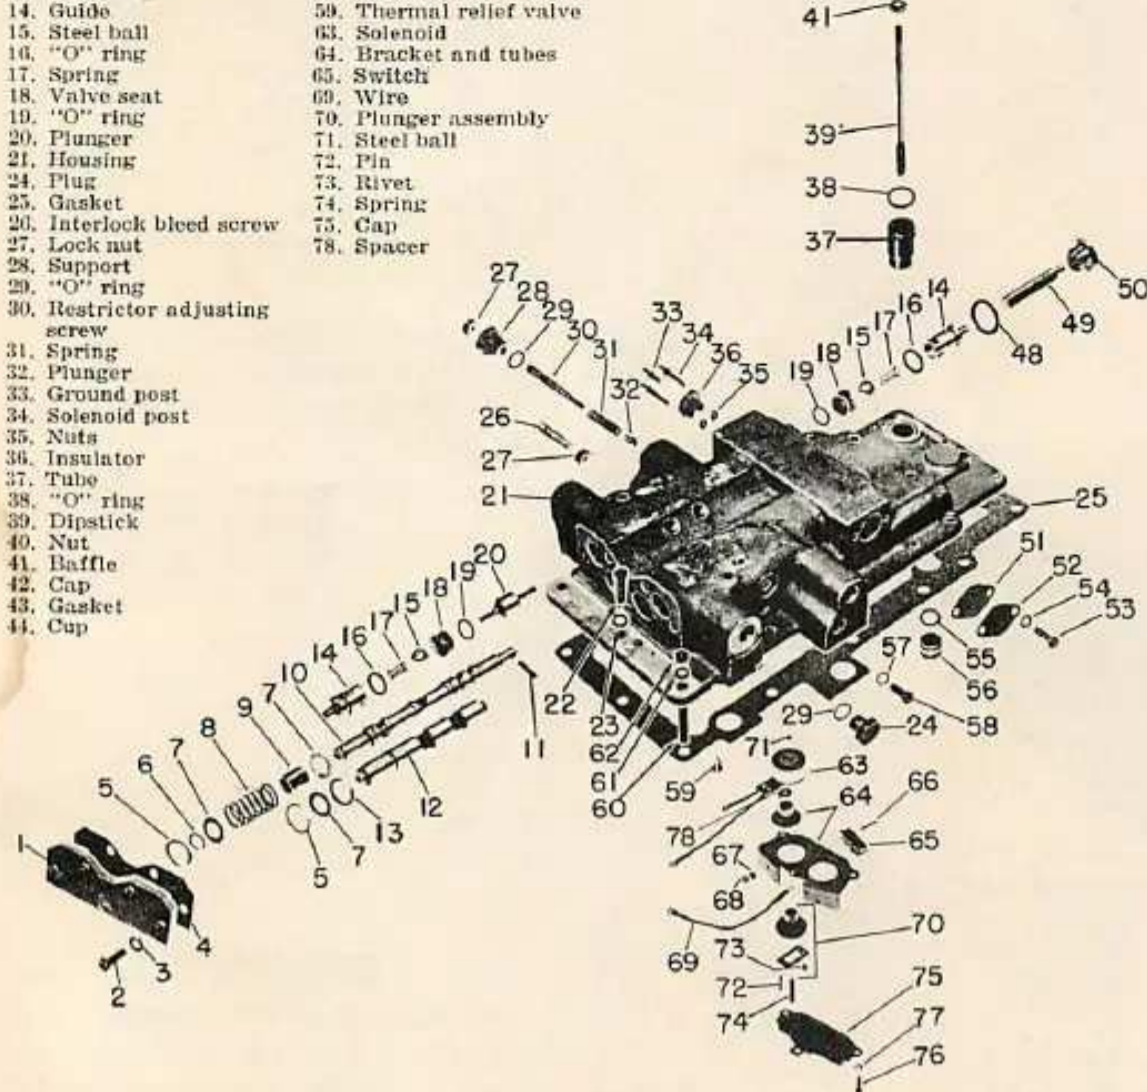 14. Guide
15. Steel ball
16. "O" ring
17. Spring
18. Valve seat
19. "O" ring
20. Plunger
21. Housing
24. Plug
25. Gasket
26. Interlock bleed screw
27. Lock nut
28. Support
29. "O" ring
30. Restrictor adjusting
screw
31. Spring
32. Plunger
33. Ground post
34. Solenoid post
35. Nuts
36. Insulator
37. Tube
38. "O" ring
39. Dipstick
40. Nut
41. Baffle
42. Cap
43. Gasket
44. Cup
59. Thermal relief valve
63. Solenoid
64. Bracket and tubes
65. Switch
69. Wire
70. Plunger assembly
71. Steel ball
72. Pin
73. Rivet
74. Spring
75. Cap
78. Spacer
41
39
38
37
50
49
48
14
16
17
15
18
19
27
28
29
30
31
32
33
34
36
35
26
27
21
25
51
52
54
53
55
56
57
58
29
24
20
19
18
15
17
16
14
10
7
9
8
7
6
5
1
4
3
2
5
7
13
12
11
22
23
62
61
60
59
71
63
64
66
65
78
67
68
69
70
73
72
74
75
77
76